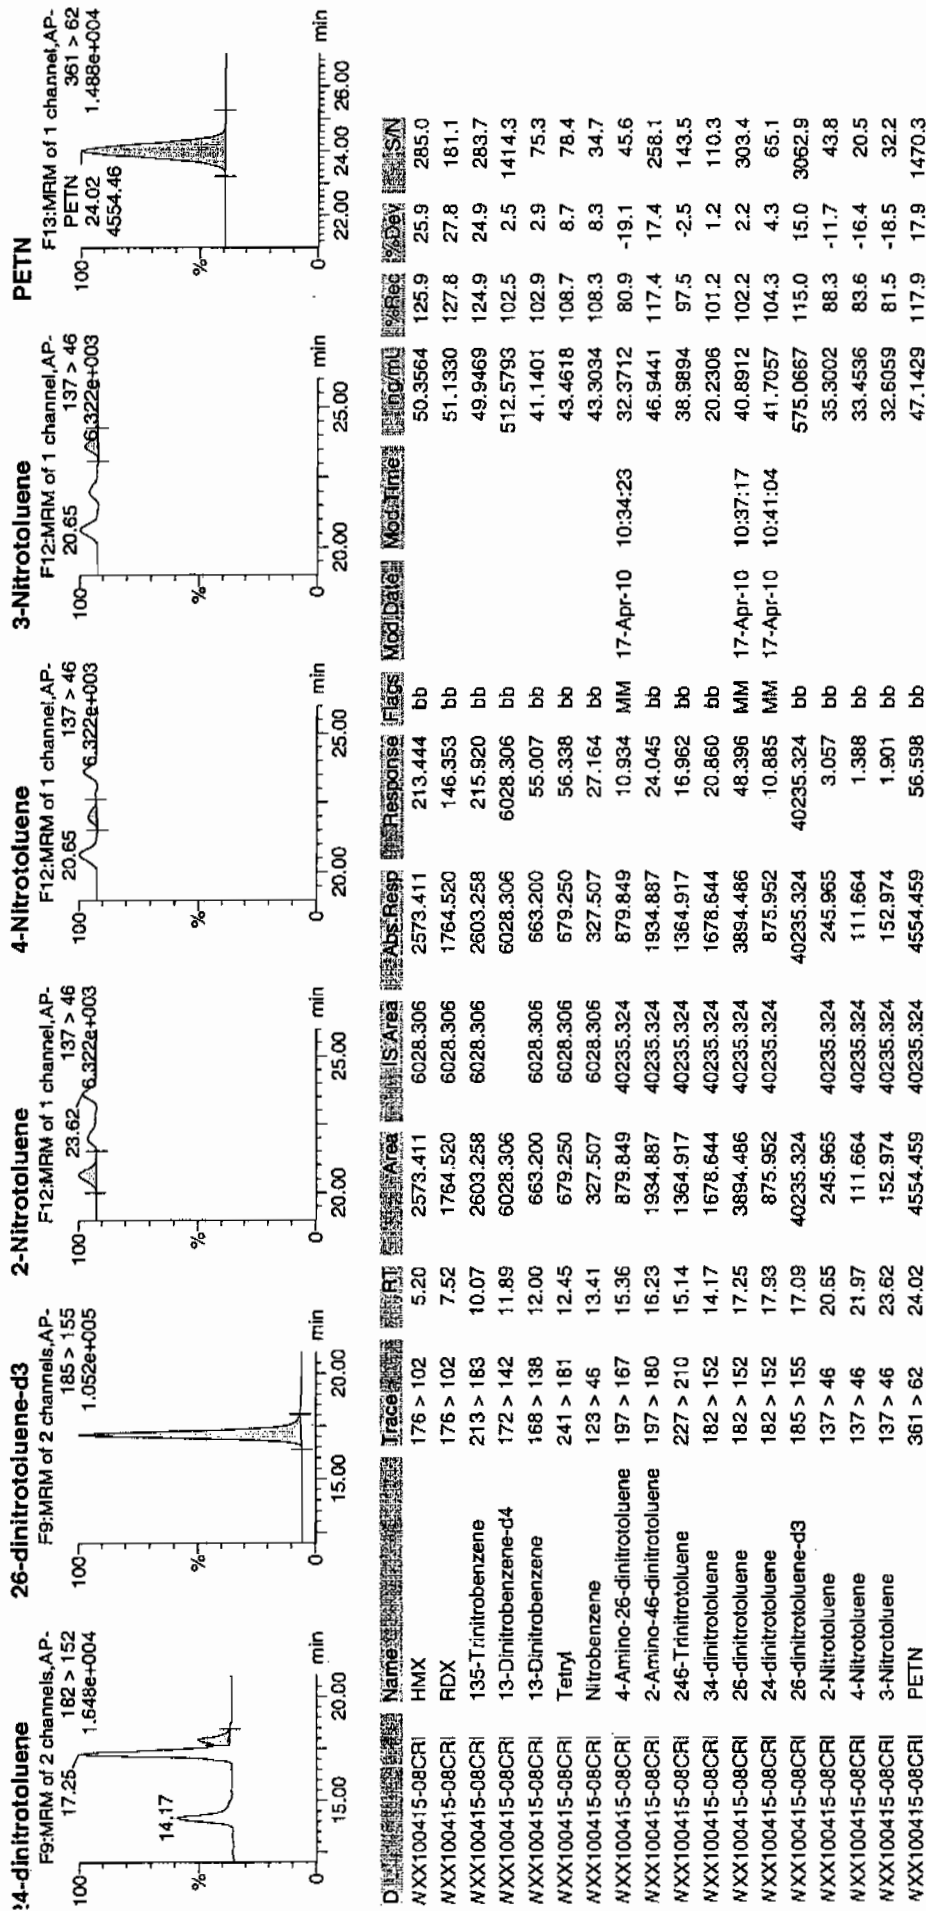 24-dinitrotoluene
F9:MRM of 2 channels,AP-
182 > 152
1.648e+004
100
17.25
14.17
%
0
15.00 20.00 min
26-dinitrotoluene-d3
F9:MRM of 2 channels,AP-
185 > 155
1.052e+005
100
%
0
15.00 20.00 min
2-Nitrotoluene
F12:MRM of 1 channel,AP-
137 > 46
6.322e+003
100
23.62
%
0
20.00 25.00 min
4-Nitrotoluene
F12:MRM of 1 channel,AP-
137 > 46
6.322e+003
100
20.65
%
0
20.00 25.00 min
3-Nitrotoluene
F12:MRM of 1 channel,AP-
137 > 46
6.322e+003
100
20.65
%
0
20.00 25.00 min
PETN
F13:MRM of 1 channel,AP-
361 > 62
1.488e+004
100
PETN
24.02
4554.46
%
0
22.00 24.00 26.00 min
D Name Trace RT Area IS Area Abs.Resp Response Flags Mod.Date Mod.Time ng/mL %Rec %Dev S/N
WXX100415-08CRI HMX 176 > 102 5.20 2573.411 6028.306 2573.411 213.444 bb 50.3564 125.9 25.9 285.0
WXX100415-08CRI RDX 176 > 102 7.52 1764.520 6028.306 1764.520 146.353 bb 51.1330 127.8 27.8 181.1
WXX100415-08CRI 135-Trinitrobenzene 213 > 183 10.07 2603.258 6028.306 2603.258 215.920 bb 49.9469 124.9 24.9 283.7
WXX100415-08CRI 13-Dinitrobenzene-d4 172 > 142 11.89 6028.306 6028.306 6028.306 bb 512.5793 102.5 2.5 1414.3
WXX100415-08CRI 13-Dinitrobenzene 168 > 138 12.00 663.200 6028.306 663.200 55.007 bb 41.1401 102.9 2.9 75.3
WXX100415-08CRI Tetryl 241 > 181 12.45 679.250 6028.306 679.250 56.338 bb 43.4618 108.7 8.7 78.4
WXX100415-08CRI Nitrobenzene 123 > 46 13.41 327.507 6028.306 327.507 27.164 bb 43.3034 108.3 8.3 34.7
WXX100415-08CRI 4-Amino-26-dinitrotoluene 197 > 167 15.36 879.849 40235.324 879.849 10.934 MM 17-Apr-10 10:34:23 32.3712 80.9 -19.1 45.6
WXX100415-08CRI 2-Amino-46-dinitrotoluene 197 > 180 16.23 1934.887 40235.324 1934.887 24.045 bb 46.9441 117.4 17.4 258.1
WXX100415-08CRI 246-Trinitrotoluene 227 > 210 15.14 1364.917 40235.324 1364.917 16.962 bb 38.9894 97.5 -2.5 143.5
WXX100415-08CRI 34-dinitrotoluene 182 > 152 14.17 1678.644 40235.324 1678.644 20.860 bb 20.2306 101.2 1.2 110.3
WXX100415-08CRI 26-dinitrotoluene 182 > 152 17.25 3894.486 40235.324 3894.486 48.396 MM 17-Apr-10 10:37:17 40.8912 102.2 2.2 303.4
WXX100415-08CRI 24-dinitrotoluene 182 > 152 17.93 875.952 40235.324 875.952 10.885 MM 17-Apr-10 10:41:04 41.7057 104.3 4.3 65.1
WXX100415-08CRI 26-dinitrotoluene-d3 185 > 155 17.09 40235.324 40235.324 40235.324 bb 575.0667 115.0 15.0 3062.9
WXX100415-08CRI 2-Nitrotoluene 137 > 46 20.65 245.965 40235.324 245.965 3.057 bb 35.3002 88.3 -11.7 43.8
WXX100415-08CRI 4-Nitrotoluene 137 > 46 21.97 111.664 40235.324 111.664 1.388 bb 33.4536 83.6 -16.4 20.5
WXX100415-08CRI 3-Nitrotoluene 137 > 46 23.62 152.974 40235.324 152.974 1.901 bb 32.6059 81.5 -18.5 32.2
WXX100415-08CRI PETN 361 > 62 24.02 4554.459 40235.324 4554.459 56.598 bb 47.1429 117.9 17.9 1470.3